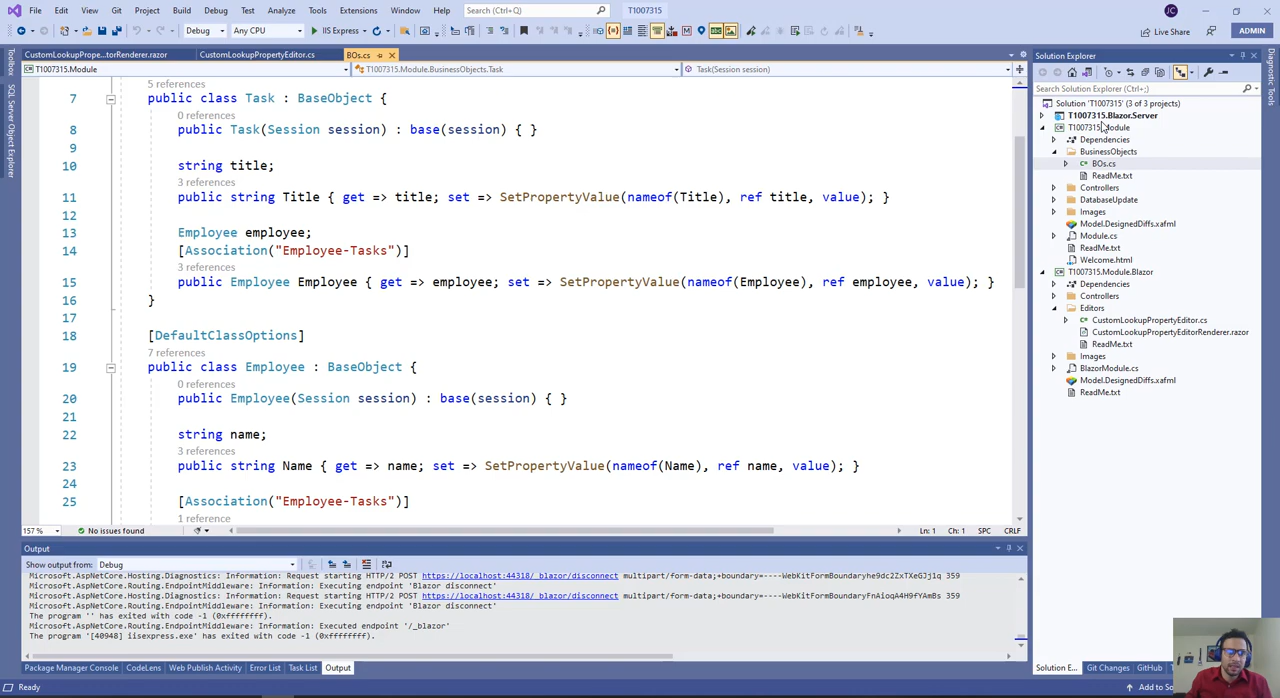 File Edit View Git Project Build Debug Test Analyze Tools Extensions Window Help Search (Ctrl+Q) T1007315 JC
Debug Any CPU IIS Express Live Share ADMIN
CustomLookupPrope...torRenderer.razor CustomLookupPropertyEditor.cs BOs.cs
T1007315.Module T1007315.Module.BusinessObjects.Task Task(Session session)
Toolbox
SQL Server Object Explorer
5 references
7 public class Task : BaseObject {
0 references
8 public Task(Session session) : base(session) { }
9
10 string title;
3 references
11 public string Title { get => title; set => SetPropertyValue(nameof(Title), ref title, value); }
12
13 Employee employee;
14 [Association("Employee-Tasks")]
3 references
15 public Employee Employee { get => employee; set => SetPropertyValue(nameof(Employee), ref employee, value); }
16 }
17
18 [DefaultClassOptions]
7 references
19 public class Employee : BaseObject {
0 references
20 public Employee(Session session) : base(session) { }
21
22 string name;
3 references
23 public string Name { get => name; set => SetPropertyValue(nameof(Name), ref name, value); }
24
25 [Association("Employee-Tasks")]
1 reference
157 % No issues found Ln: 1 Ch: 1 SPC CRLF
Output
Show output from: Debug
Microsoft.AspNetCore.Hosting.Diagnostics: Information: Request starting HTTP/2 POST https://localhost:44318/_blazor/disconnect multipart/form-data;+boundary=----WebKitFormBoundaryhe9dc2ZxTXeGJj1q 359
Microsoft.AspNetCore.Routing.EndpointMiddleware: Information: Executing endpoint 'Blazor disconnect'
Microsoft.AspNetCore.Hosting.Diagnostics: Information: Request starting HTTP/2 POST https://localhost:44318/_blazor/disconnect multipart/form-data;+boundary=----WebKitFormBoundaryFnAioqA4H9fYAmBs 359
Microsoft.AspNetCore.Routing.EndpointMiddleware: Information: Executing endpoint 'Blazor disconnect'
The program '' has exited with code -1 (0xffffffff).
Microsoft.AspNetCore.Routing.EndpointMiddleware: Information: Executed endpoint '/_blazor'
The program '[40948] iisexpress.exe' has exited with code -1 (0xffffffff).
Package Manager Console CodeLens Web Publish Activity Error List Task List Output
Ready Add to So
Solution Explorer
Search Solution Explorer (Ctrl+;)
Solution 'T1007315' (3 of 3 projects)
T1007315.Blazor.Server
T1007315.Module
Dependencies
BusinessObjects
BOs.cs
ReadMe.txt
Controllers
DatabaseUpdate
Images
Model.DesignedDiffs.xafml
Module.cs
ReadMe.txt
Welcome.html
T1007315.Module.Blazor
Dependencies
Controllers
Editors
CustomLookupPropertyEditor.cs
CustomLookupPropertyEditorRenderer.razor
ReadMe.txt
Images
BlazorModule.cs
Model.DesignedDiffs.xafml
ReadMe.txt
Solution E... Git Changes GitHub
Diagnostic Tools